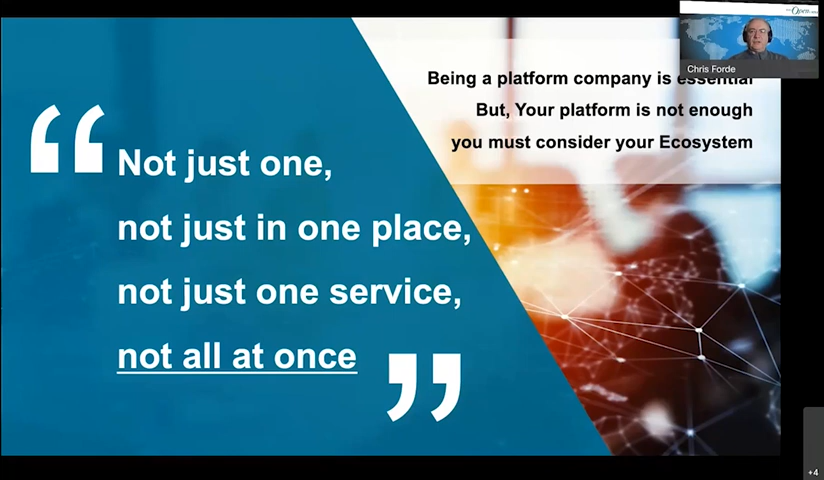 Open
Chris Forde
Being a platform company is essential
But, Your platform is not enough
you must consider your Ecosystem
“Not just one,
not just in one place,
not just one service,
not all at once”
+4